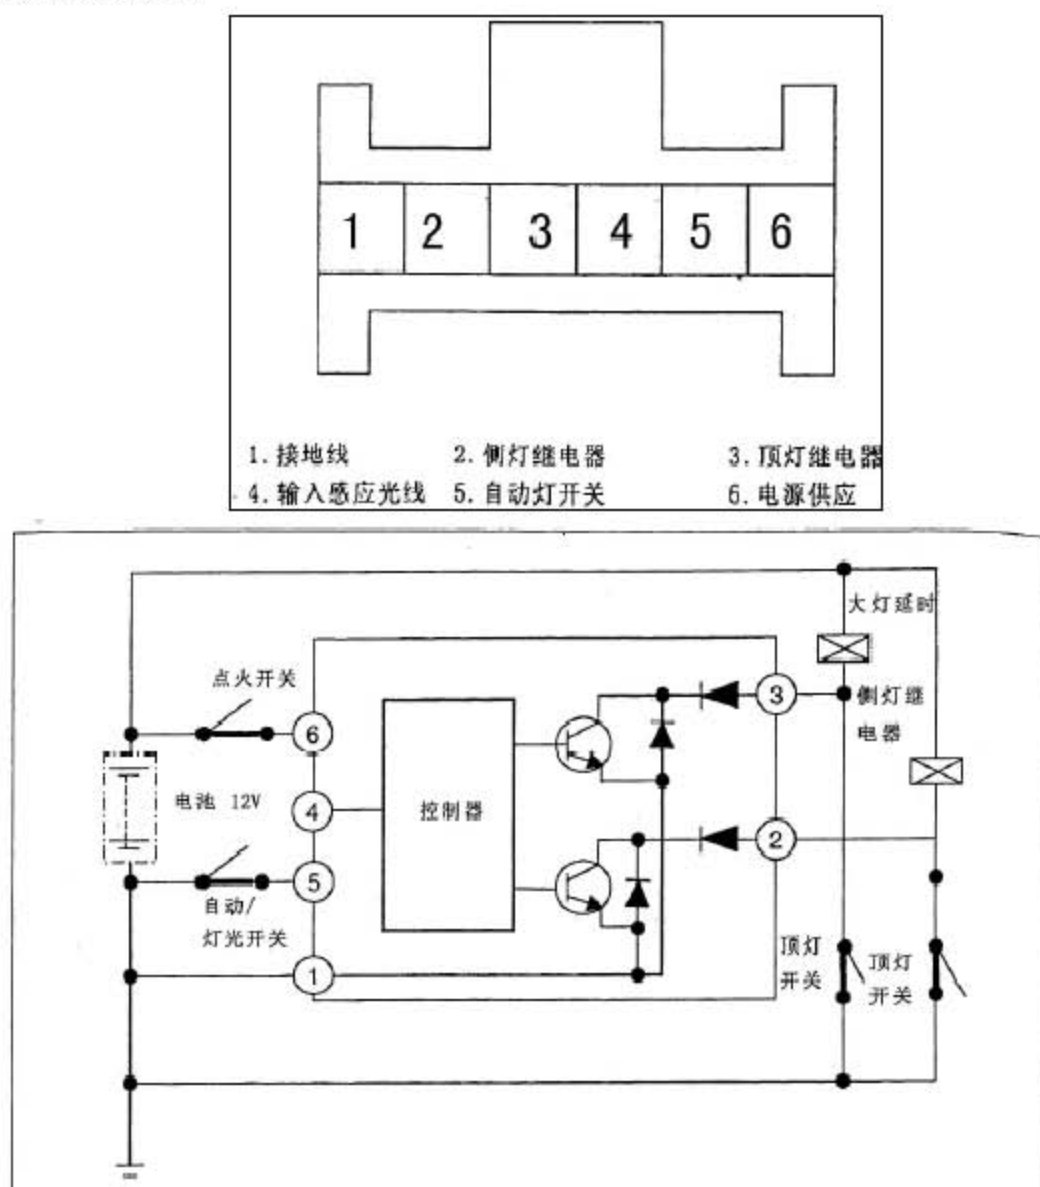 1 2 3 4 5 6
1.接地线 2.侧灯继电器 3.顶灯继电器
4.输入感应光线 5.自动灯开关 6.电源供应
大灯延时
点火开关
3
侧灯继
电器
6
电池 12V
4
控制器
2
5
自动/
灯光开关
顶灯
开关
顶灯
开关
1